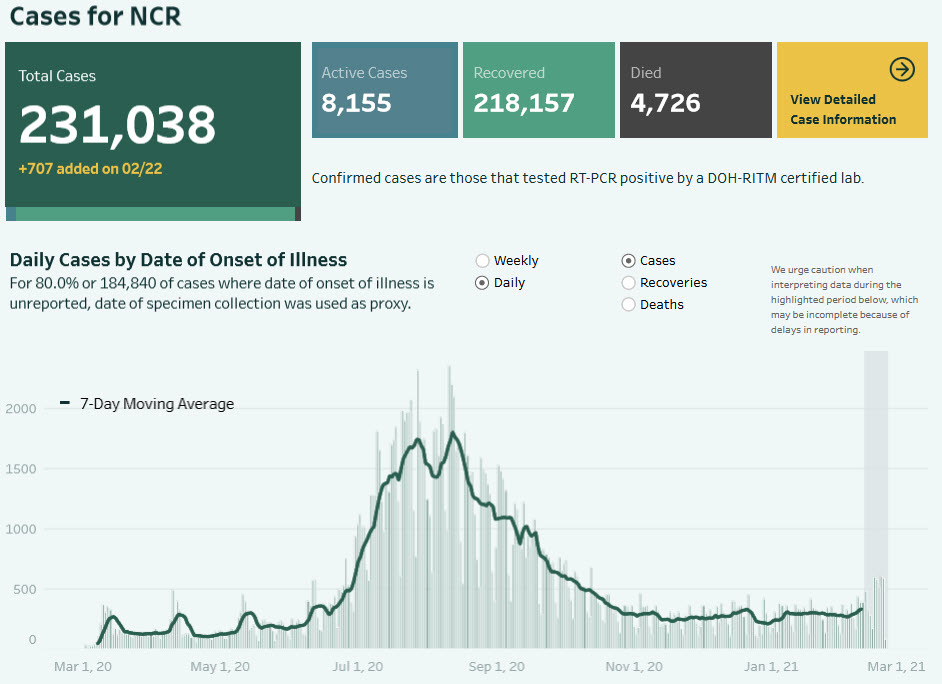 Cases for NCR
Total Cases
231,038
+707 added on 02/22
Active Cases
8,155
Recovered
218,157
Died
4,726
View Detailed
Case Information
Confirmed cases are those that tested RT-PCR positive by a DOH-RITM certified lab.
Daily Cases by Date of Onset of Illness
For 80.0% or 184,840 of cases where date of onset of illness is
unreported, date of specimen collection was used as proxy.
Weekly
Daily
Cases
Recoveries
Deaths
We urge caution when
interpreting data during the
highlighted period below, which
may be incomplete because of
delays in reporting.
7-Day Moving Average
2000
1500
1000
500
0
Mar 1, 20
May 1, 20
Jul 1, 20
Sep 1, 20
Nov 1, 20
Jan 1, 21
Mar 1, 21